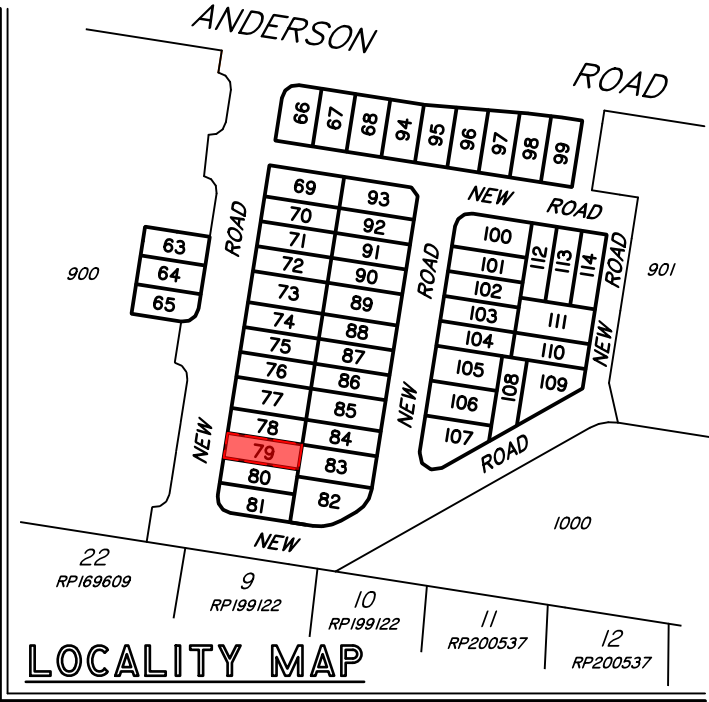 ANDERSON ROAD
66 67 68 94 95 96 97 98 99
NEW ROAD
69 93
70 92
71 91
72 90
73 89
74 88
75 87
76 86
77 85
78 84
79 83
80 82
81
ROAD
NEW
63
64
65
900
ROAD
NEW
100 112 113 114
101
102
103 111
104 110
105 108 109
106
107
ROAD
NEW
901
ROAD
1000
NEW
22
RP169609
9
RP199122
10
RP199122
11
RP200537
12
RP200537
LOCALITY MAP